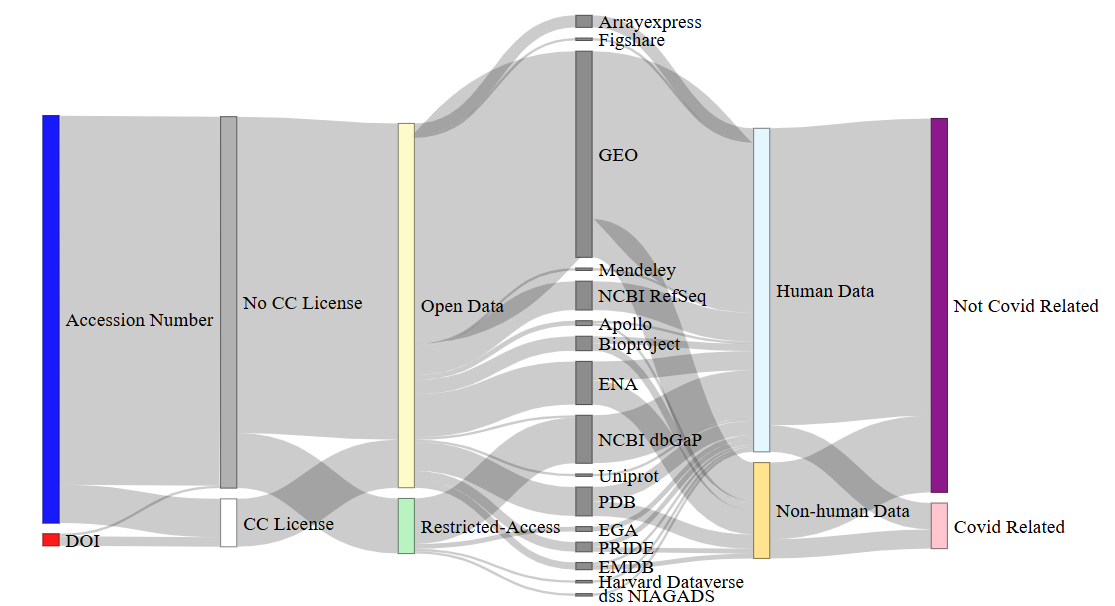 Accession Number
DOI
No CC License
CC License
Open Data
Restricted-Access
Arrayexpress
Figshare
GEO
Mendeley
NCBI RefSeq
Apollo
Bioproject
ENA
NCBI dbGaP
Uniprot
PDB
EGA
PRIDE
EMDB
Harvard Dataverse
dss NIAGADS
Human Data
Non-human Data
Not Covid Related
Covid Related